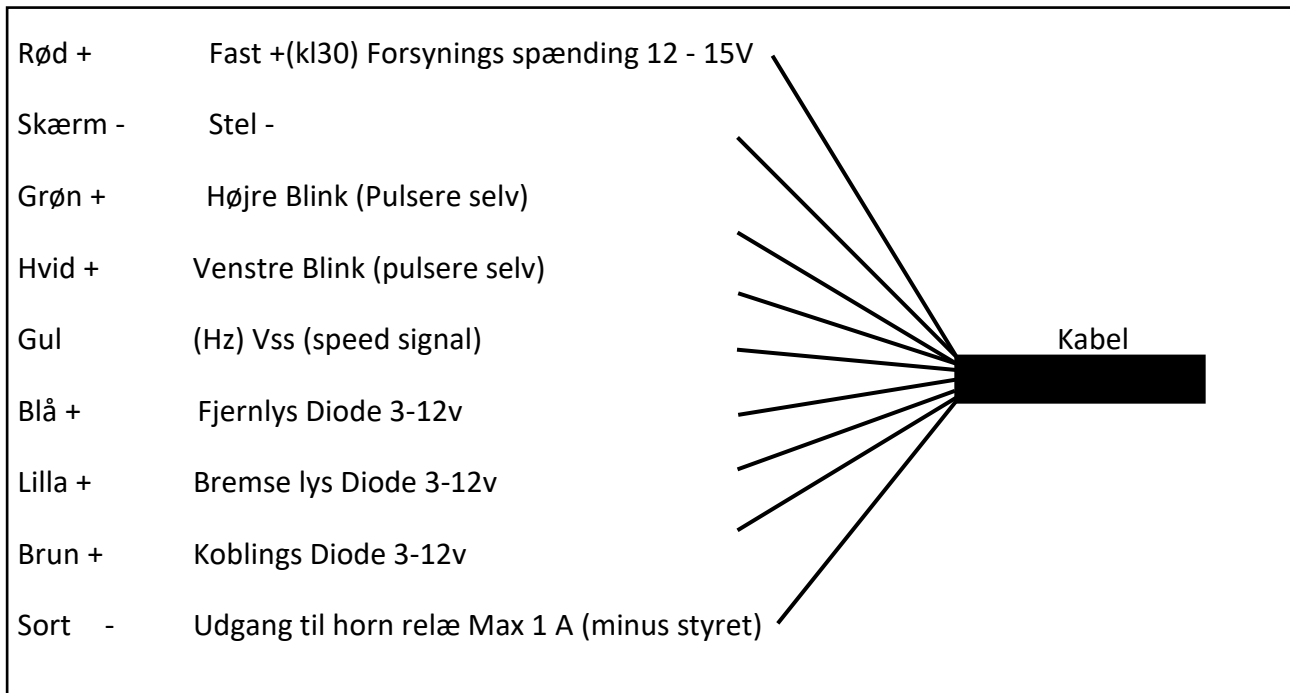 Rød + Fast +(kl30) Forsynings spænding 12 - 15V
Skærm - Stel -
Grøn + Højre Blink (Pulsere selv)
Hvid + Venstre Blink (pulsere selv)
Gul (Hz) Vss (speed signal)
Kabel
Blå + Fjernlys Diode 3-12v
Lilla + Bremse lys Diode 3-12v
Brun + Koblings Diode 3-12v
Sort - Udgang til horn relæ Max 1 A (minus styret)